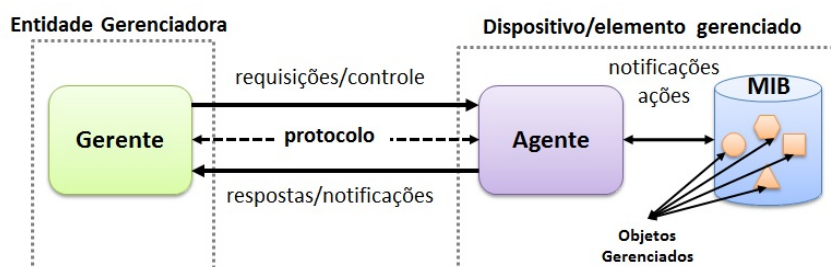 Entidade Gerenciadora
Dispositivo/elemento gerenciado
requisições/controle
notificações
ações
MIB
Gerente
protocolo
Agente
respostas/notificações
Objetos
Gerenciados